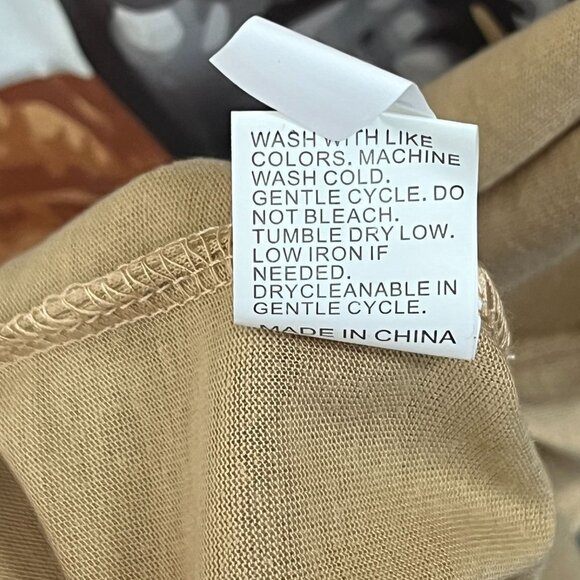 WASH WITH LIKE
COLORS. MACHINE
WASH COLD.
GENTLE CYCLE. DO
NOT BLEACH.
TUMBLE DRY LOW.
LOW IRON IF
NEEDED.
DRYCLEANABLE IN
GENTLE CYCLE.
MADE IN CHINA